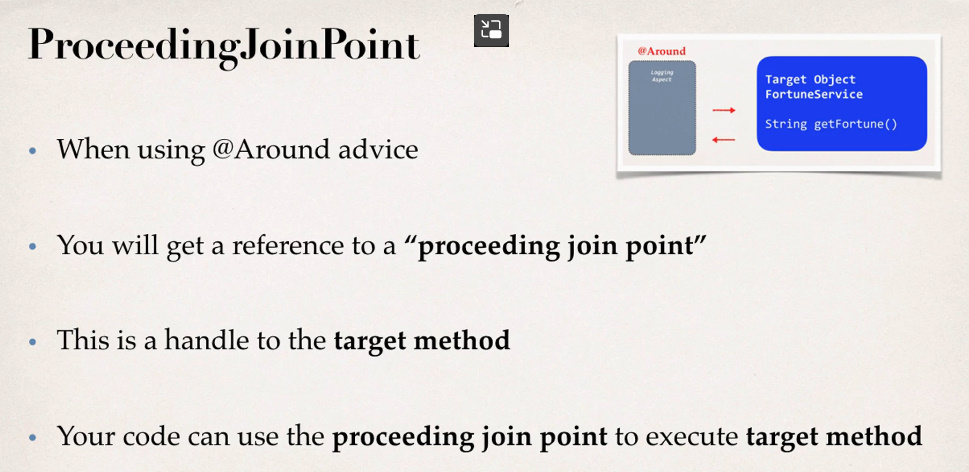 ProceedingJoinPoint
@Around
Logging
Aspect
Target Object
FortuneService
String getFortune()
• When using @Around advice
• You will get a reference to a “proceeding join point”
• This is a handle to the target method
• Your code can use the proceeding join point to execute target method